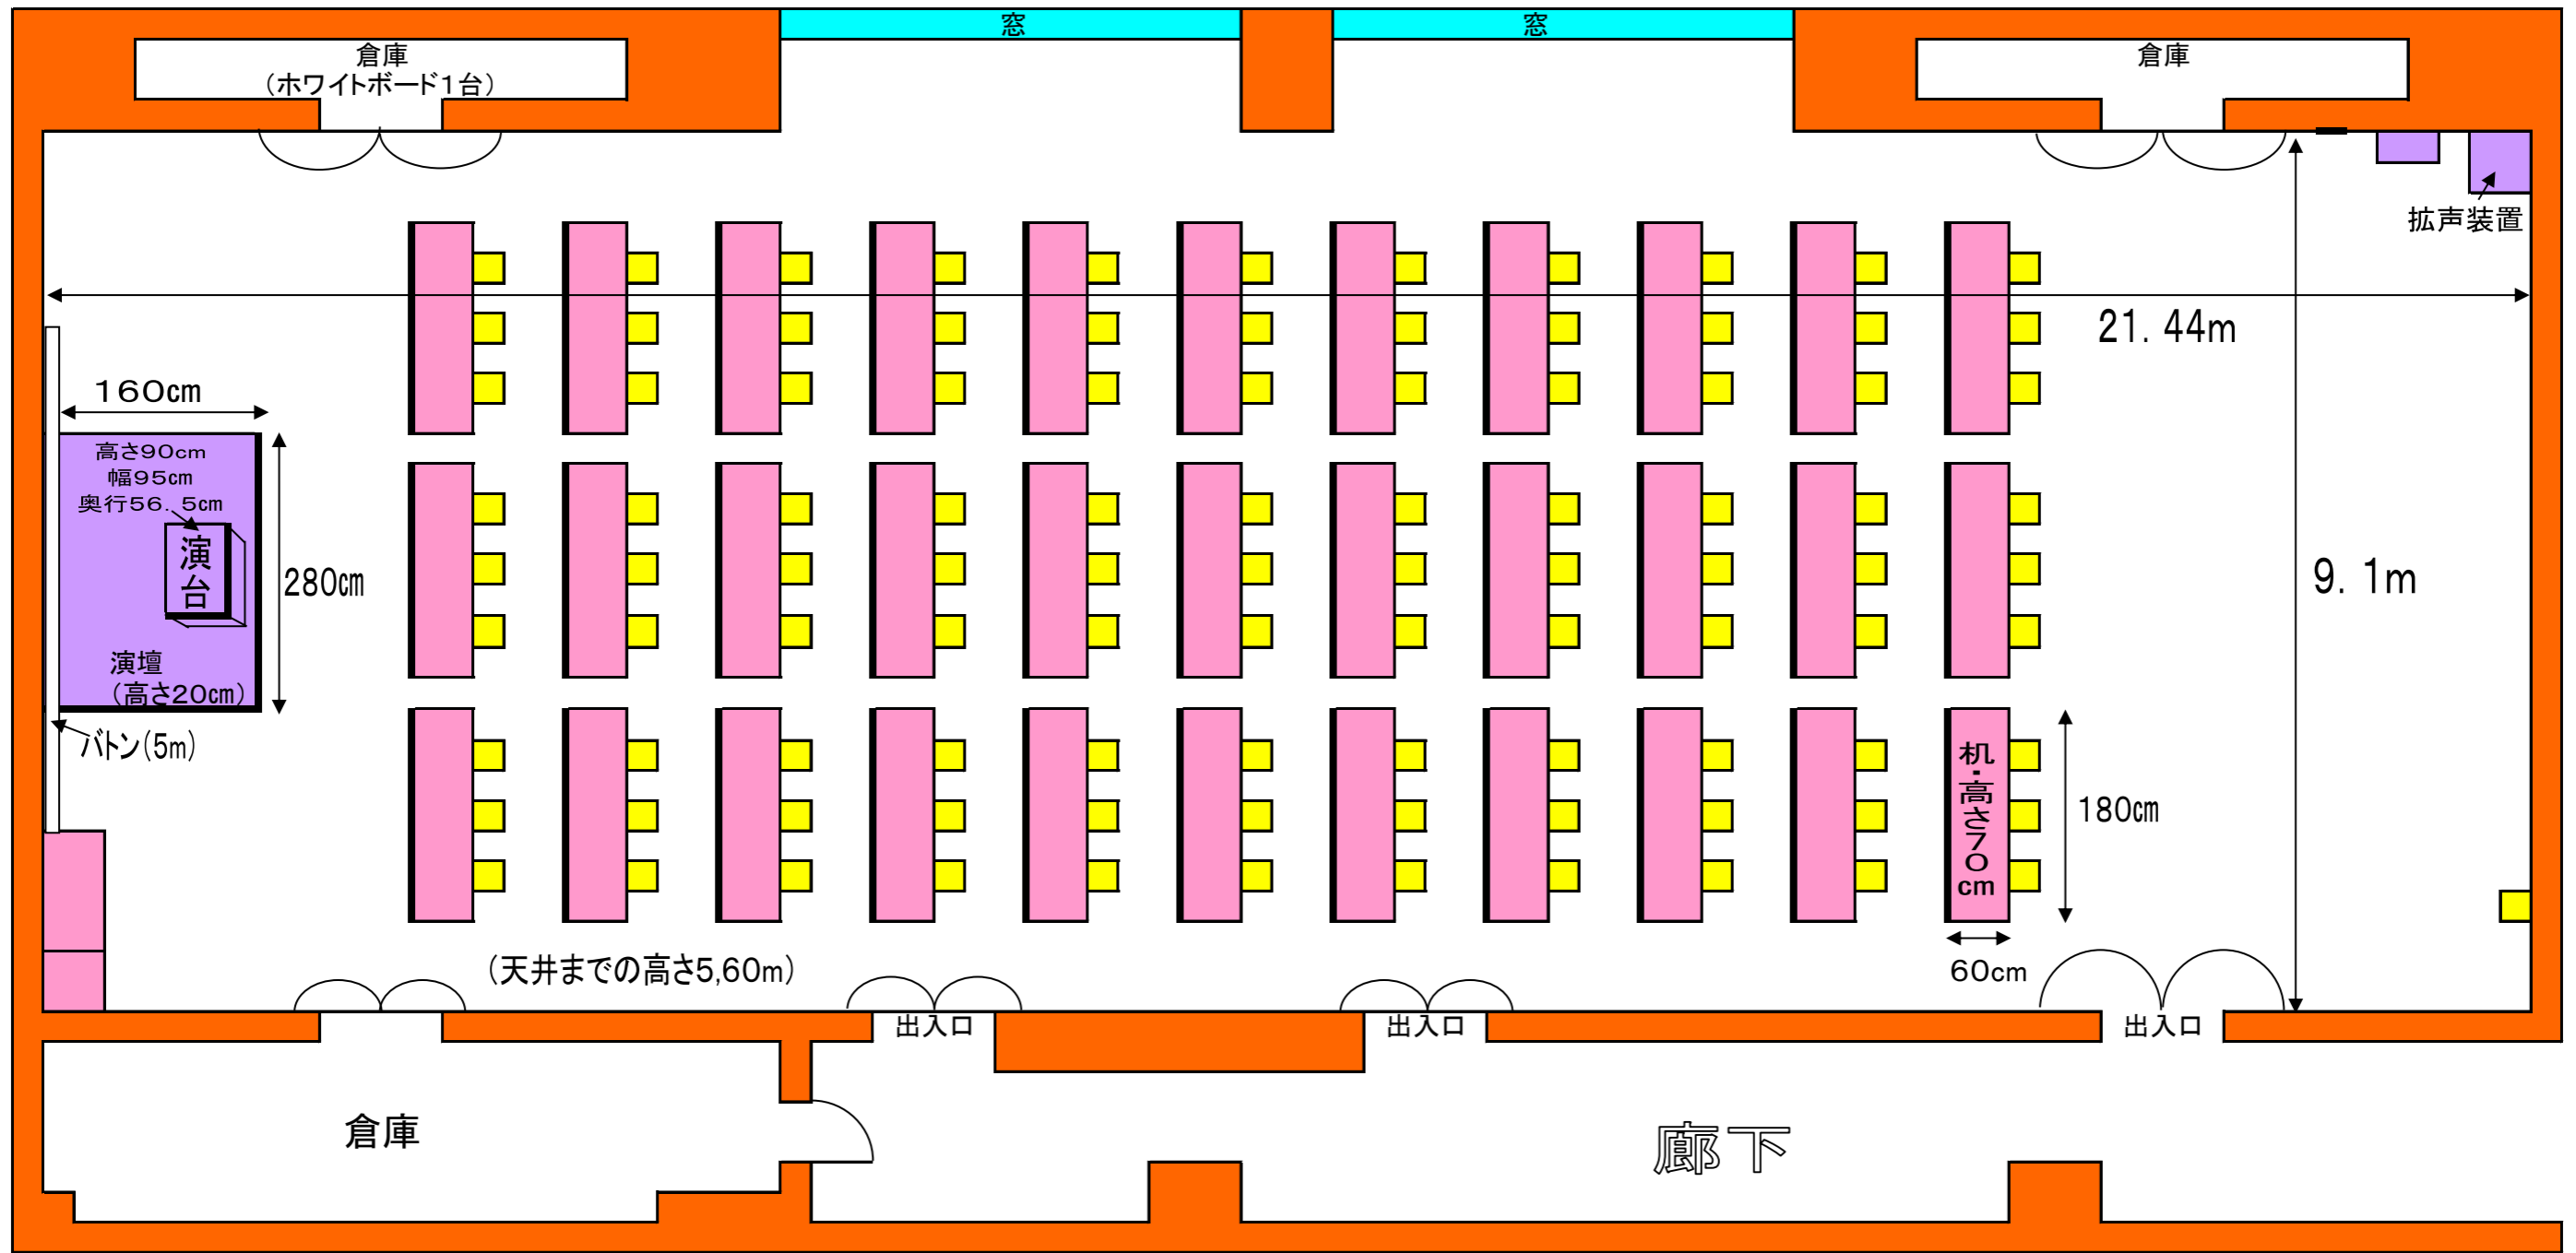 窓
窓
倉庫
（ホワイトボード１台）
倉庫
拡声装置
21．44m
160㎝
高さ90cm
幅95㎝
奥行56．5㎝
演台
280㎝
9．1m
演壇
（高さ20㎝）
バトン（5m）
机・高さ70cm
180㎝
60cm
（天井までの高さ5,60m）
出入口
出入口
出入口
倉庫
廊下